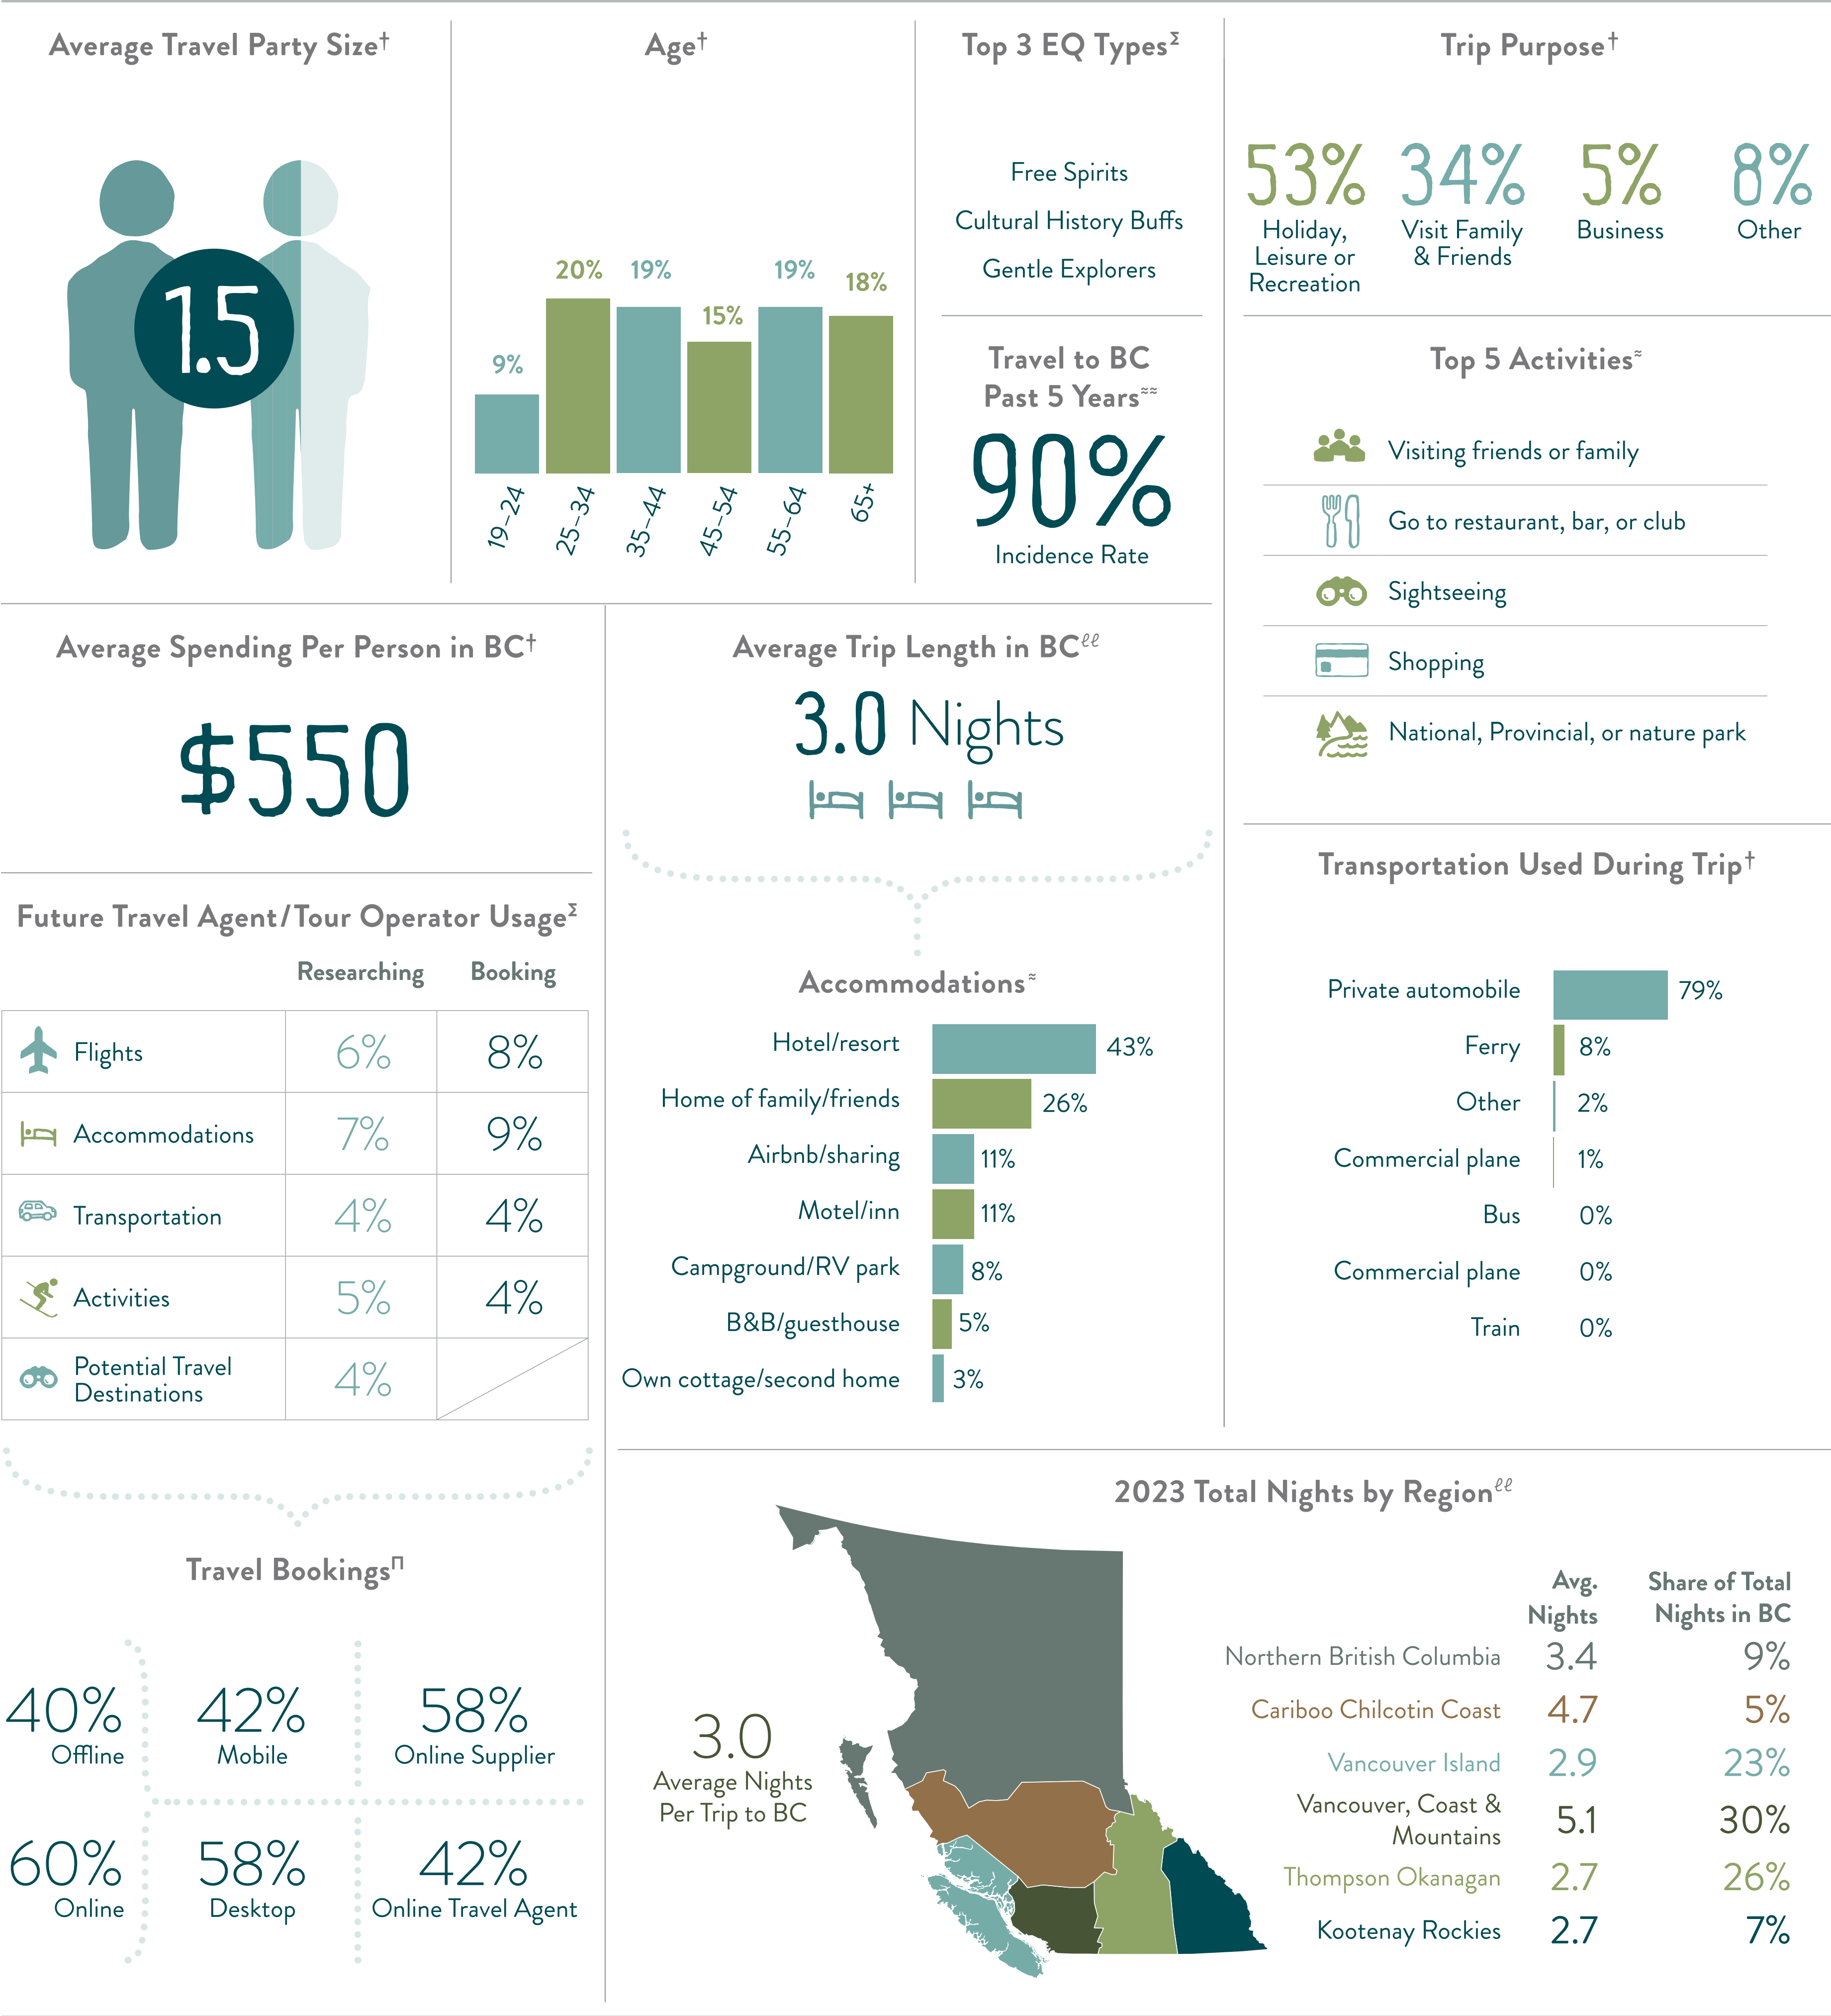 Average Travel Party Size†
1.5
Age†
9%
20%
19%
15%
19%
18%
19–24
25–34
35–44
45–54
55–64
65+
Top 3 EQ Types⅀
Free Spirits
Cultural History Buffs
Gentle Explorers
Travel to BC
Past 5 Years≈≈
90%
Incidence Rate
Trip Purpose†
53%
Holiday,
Leisure or
Recreation
34%
Visit Family
& Friends
5%
Business
8%
Other
Top 5 Activities≈
Visiting friends or family
Go to restaurant, bar, or club
Sightseeing
Shopping
National, Provincial, or nature park
Average Spending Per Person in BC†
$550
Average Trip Length in BCℓℓ
3.0 Nights
Future Travel Agent/Tour Operator Usage⅀
Researching Booking
Flights 6% 8%
Accommodations 7% 9%
Transportation 4% 4%
Activities 5% 4%
Potential Travel
Destinations 4%
Accommodations≈
Hotel/resort 43%
Home of family/friends 26%
Airbnb/sharing 11%
Motel/inn 11%
Campground/RV park 8%
B&B/guesthouse 5%
Own cottage/second home 3%
Transportation Used During Trip†
Private automobile 79%
Ferry 8%
Other 2%
Commercial plane 1%
Bus 0%
Commercial plane 0%
Train 0%
Travel Bookings⊓
40%
Offline
42%
Mobile
58%
Online Supplier
60%
Online
58%
Desktop
42%
Online Travel Agent
2023 Total Nights by Regionℓℓ
3.0
Average Nights
Per Trip to BC
Avg.
Nights
Share of Total
Nights in BC
Northern British Columbia 3.4 9%
Cariboo Chilcotin Coast 4.7 5%
Vancouver Island 2.9 23%
Vancouver, Coast &
Mountains 5.1 30%
Thompson Okanagan 2.7 26%
Kootenay Rockies 2.7 7%